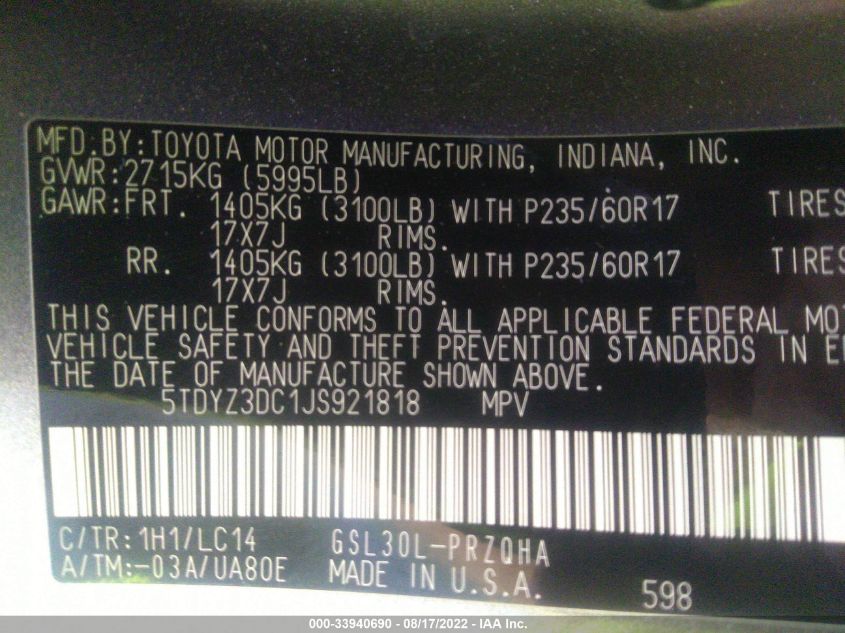 MFD.BY:TOYOTA MOTOR MANUFACTURING, INDIANA, INC.
GVWR:2715KG (5995LB)
GAWR:FRT. 1405KG (3100LB) WITH P235/60R17 TIRES
17X7J RIMS.
RR. 1405KG (3100LB) WITH P235/60R17 TIRES
17X7J RIMS.
THIS VEHICLE CONFORMS TO ALL APPLICABLE FEDERAL MOT
VEHICLE SAFETY AND THEFT PREVENTION STANDARDS IN E
THE DATE OF MANUFACTURE SHOWN ABOVE.
5TDYZ3DC1JS921818 MPV
C/TR:1H1/LC14 GSL30L-PRZQHA
A/TM:-03A/UA80E MADE IN U.S.A. 598
000-33940690 - 08/17/2022 - IAA Inc.